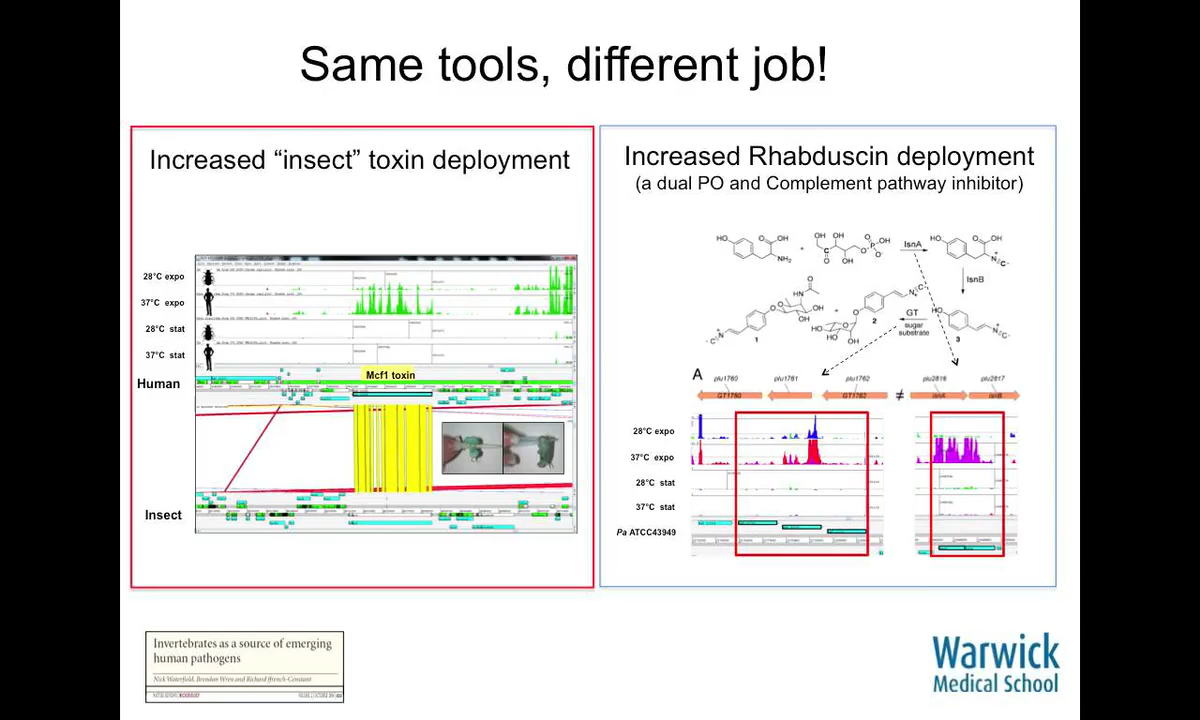 Same tools, different job!
Increased “insect” toxin deployment
28°C expo
37°C expo
28°C stat
37°C stat
Human
Mcf1 toxin
Insect
Increased Rhabduscin deployment
(a dual PO and Complement pathway inhibitor)
IsnA
IsnB
GT
sugar
substrate
1
2
3
A
plu1760 plu1761 plu1762 plu2816 plu2817
GT1760 GT1762 ≠ isnA isnB
28°C expo
37°C expo
28°C stat
37°C stat
Pa ATCC43949
Invertebrates as a source of emerging
human pathogens
Nick Waterfield, Brendan Wren and Richard ffrench-Constant
Warwick
Medical School